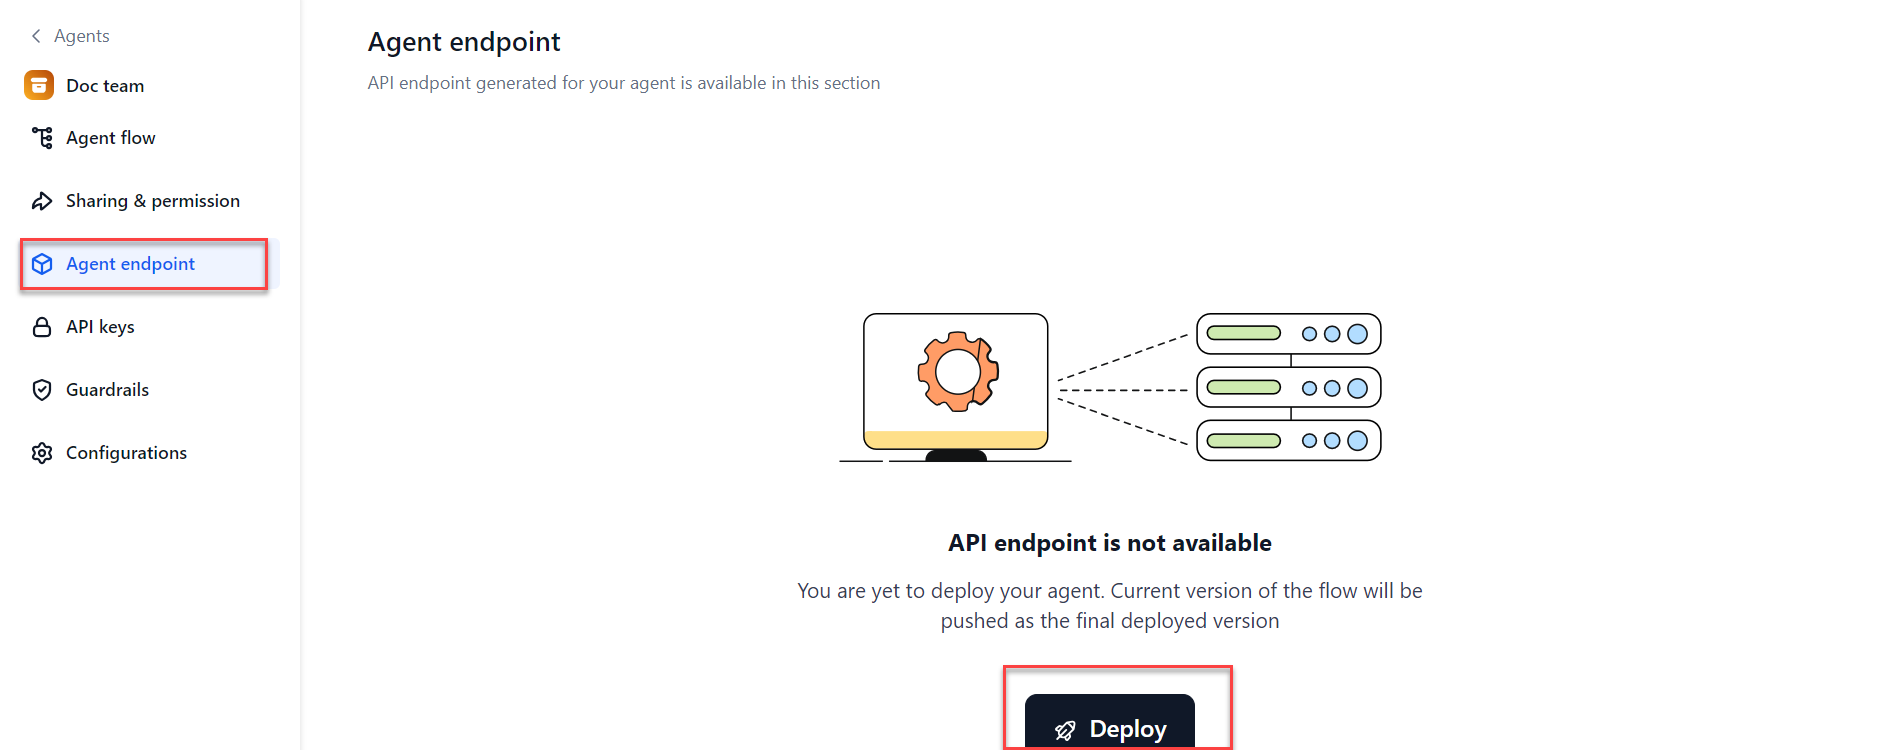 Agents
Doc team
Agent flow
Sharing & permission
Agent endpoint
API keys
Guardrails
Configurations
Agent endpoint
API endpoint generated for your agent is available in this section
API endpoint is not available
You are yet to deploy your agent. Current version of the flow will be
pushed as the final deployed version
Deploy